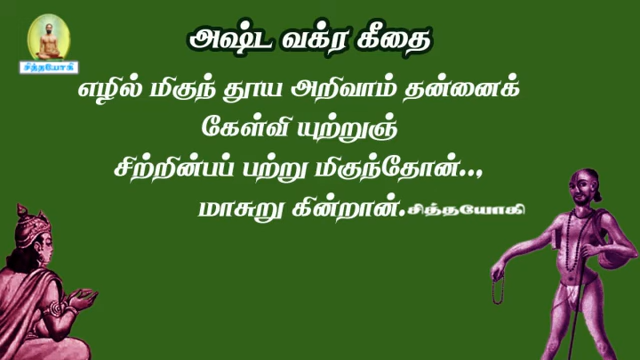 அஷ்ட வக்ர கீதை
சித்தயோகி
எழில் மிகுந் தூய அறிவாம் தன்னைக்
கேள்வி யுற்றுஞ்
சிற்றின்பப் பற்று மிகுந்தோன்..,
மாசுறு கின்றான்.சித்தயோகி